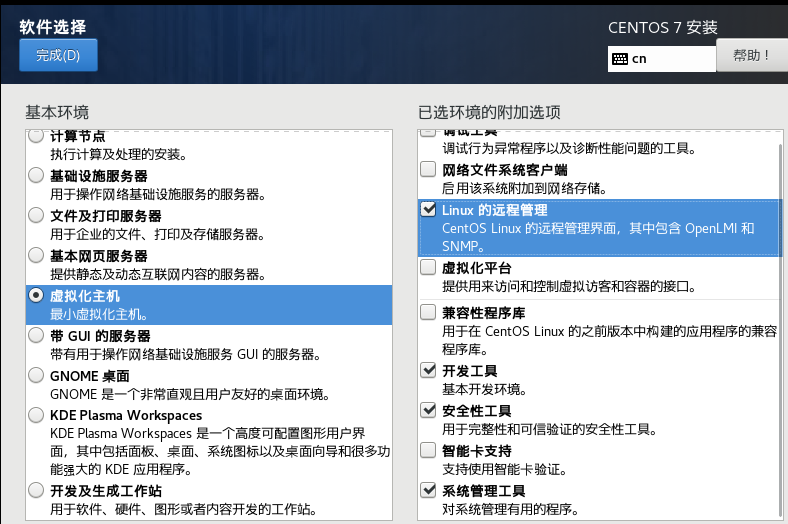 软件选择
CENTOS 7 安装
完成(D)
cn
帮助！
基本环境
已选环境的附加选项
计算节点
执行计算及处理的安装。
基础设施服务器
用于操作网络基础设施服务的服务器。
文件及打印服务器
用于企业的文件、打印及存储服务器。
基本网页服务器
提供静态及动态互联网内容的服务器。
虚拟化主机
最小虚拟化主机。
带 GUI 的服务器
带有用于操作网络基础设施服务 GUI 的服务器。
GNOME 桌面
GNOME 是一个非常直观且用户友好的桌面环境。
KDE Plasma Workspaces
KDE Plasma Workspaces 是一个高度可配置图形用户界
面，其中包括面板、桌面、系统图标以及桌面向导和很多功
能强大的 KDE 应用程序。
开发及生成工作站
用于软件、硬件、图形或者内容开发的工作站。
调试工具
调试行为异常程序以及诊断性能问题的工具。
网络文件系统客户端
启用该系统附加到网络存储。
Linux 的远程管理
CentOS Linux 的远程管理界面，其中包含 OpenLMI 和
SNMP。
虚拟化平台
提供用来访问和控制虚拟访客和容器的接口。
兼容性程序库
用于在 CentOS Linux 的之前版本中构建的应用程序的兼容
程序库。
开发工具
基本开发环境。
安全性工具
用于完整性和可信验证的安全性工具。
智能卡支持
支持使用智能卡验证。
系统管理工具
对系统管理有用的程序。